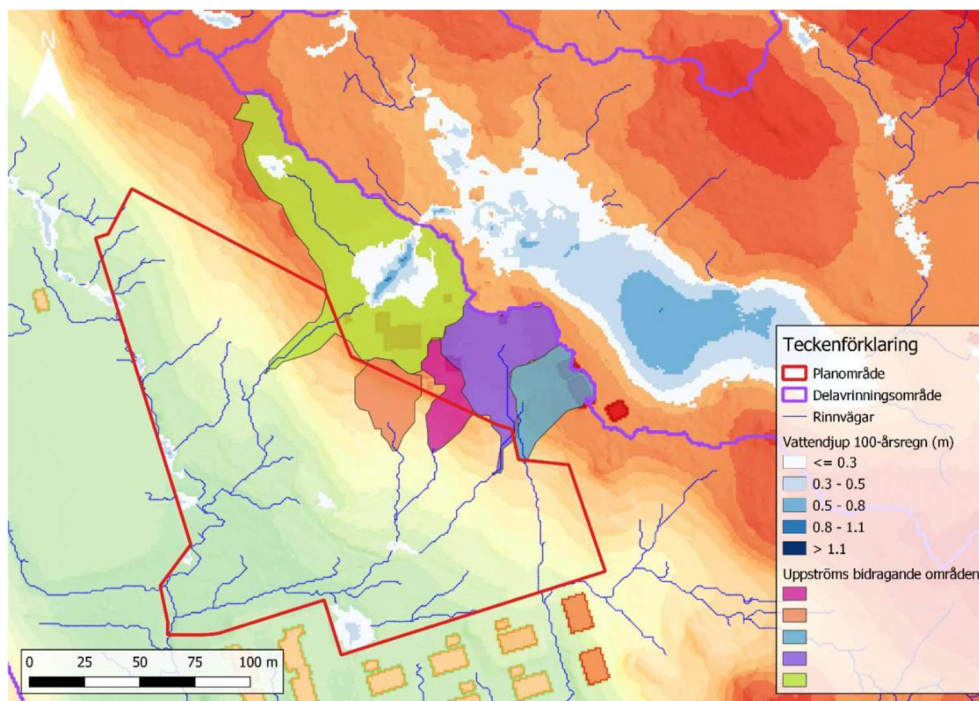 N
Teckenförklaring
Planområde
Delavrinningsområde
Rinnvägar
Vattendjup 100-årsregn (m)
<= 0.3
0.3 - 0.5
0.5 - 0.8
0.8 - 1.1
> 1.1
Uppströms bidragande områden
0 25 50 75 100 m